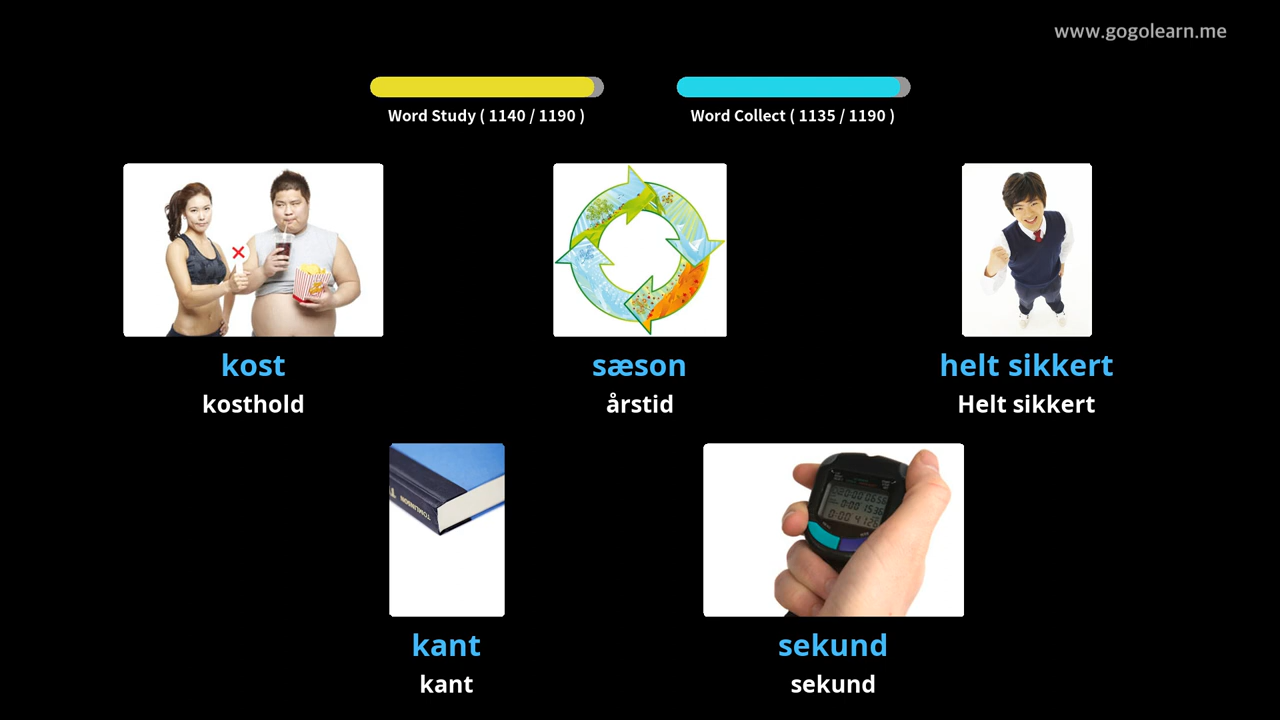 www.gogolearn.me
Word Study ( 1140 / 1190 )
Word Collect ( 1135 / 1190 )
kost
kosthold
sæson
årstid
helt sikkert
Helt sikkert
TOMLINSON
kant
kant
sekund
sekund